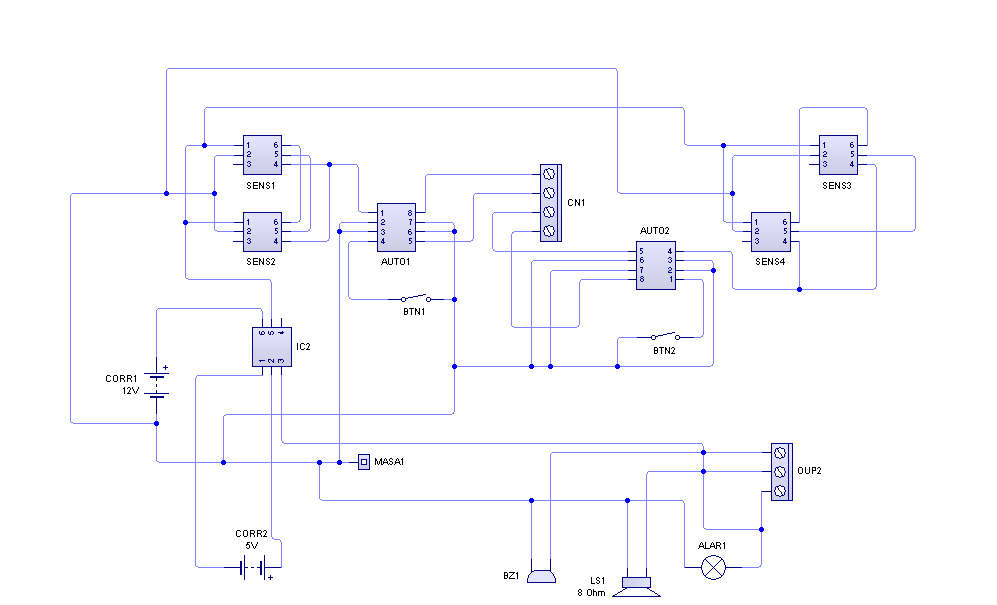 1 6
2 5
3 4
SENS1
1 6
2 5
3 4
SENS2
1 8
2 7
3 6
4 5
AUTO1
CN1
BTN1
AUTO2
5 4
6 3
7 2
8 1
BTN2
1 6
2 5
3 4
SENS3
1 6
2 5
3 4
SENS4
6 5 4
1 2 3
IC2
+
CORR1
12V
MASA1
OUP2
CORR2
5V
+
BZ1
LS1
8 Ohm
ALAR1